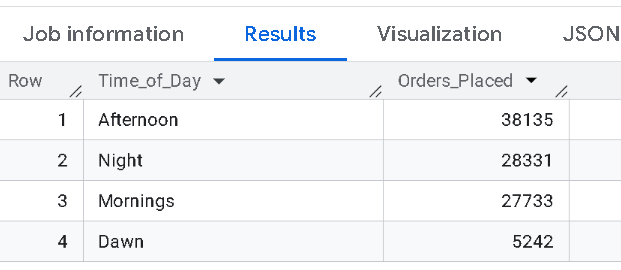 Job information Results Visualization JSON
Row Time_of_Day Orders_Placed
1 Afternoon 38135
2 Night 28331
3 Mornings 27733
4 Dawn 5242